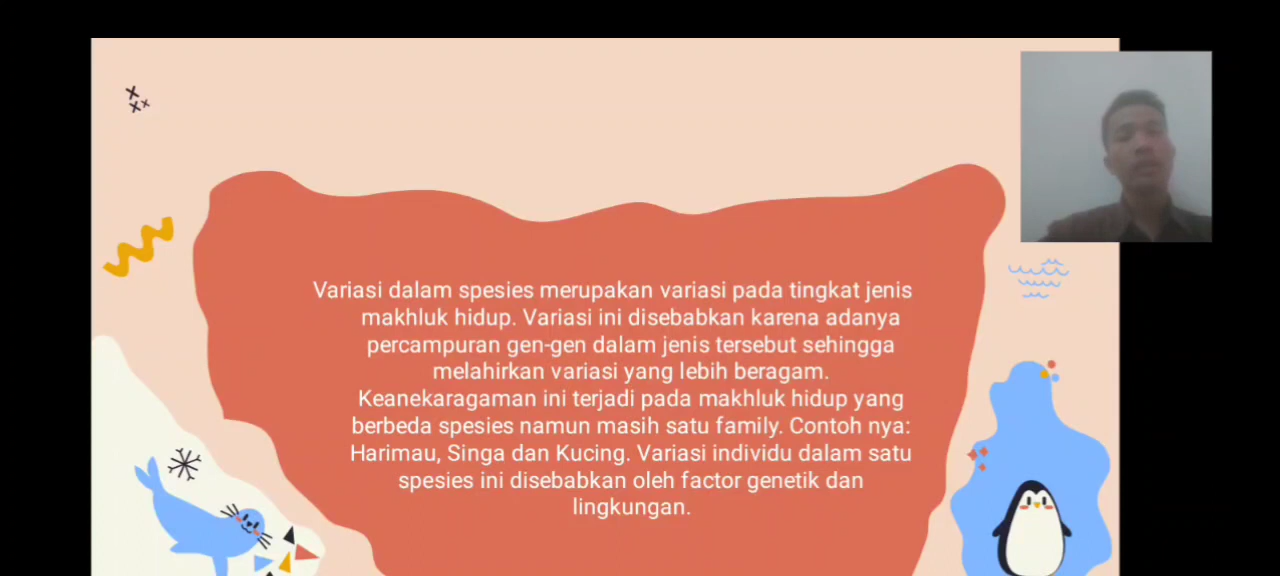 Variasi dalam spesies merupakan variasi pada tingkat jenis
makhluk hidup. Variasi ini disebabkan karena adanya
percampuran gen-gen dalam jenis tersebut sehingga
melahirkan variasi yang lebih beragam.
Keanekaragaman ini terjadi pada makhluk hidup yang
berbeda spesies namun masih satu family. Contoh nya:
Harimau, Singa dan Kucing. Variasi individu dalam satu
spesies ini disebabkan oleh factor genetik dan
lingkungan.